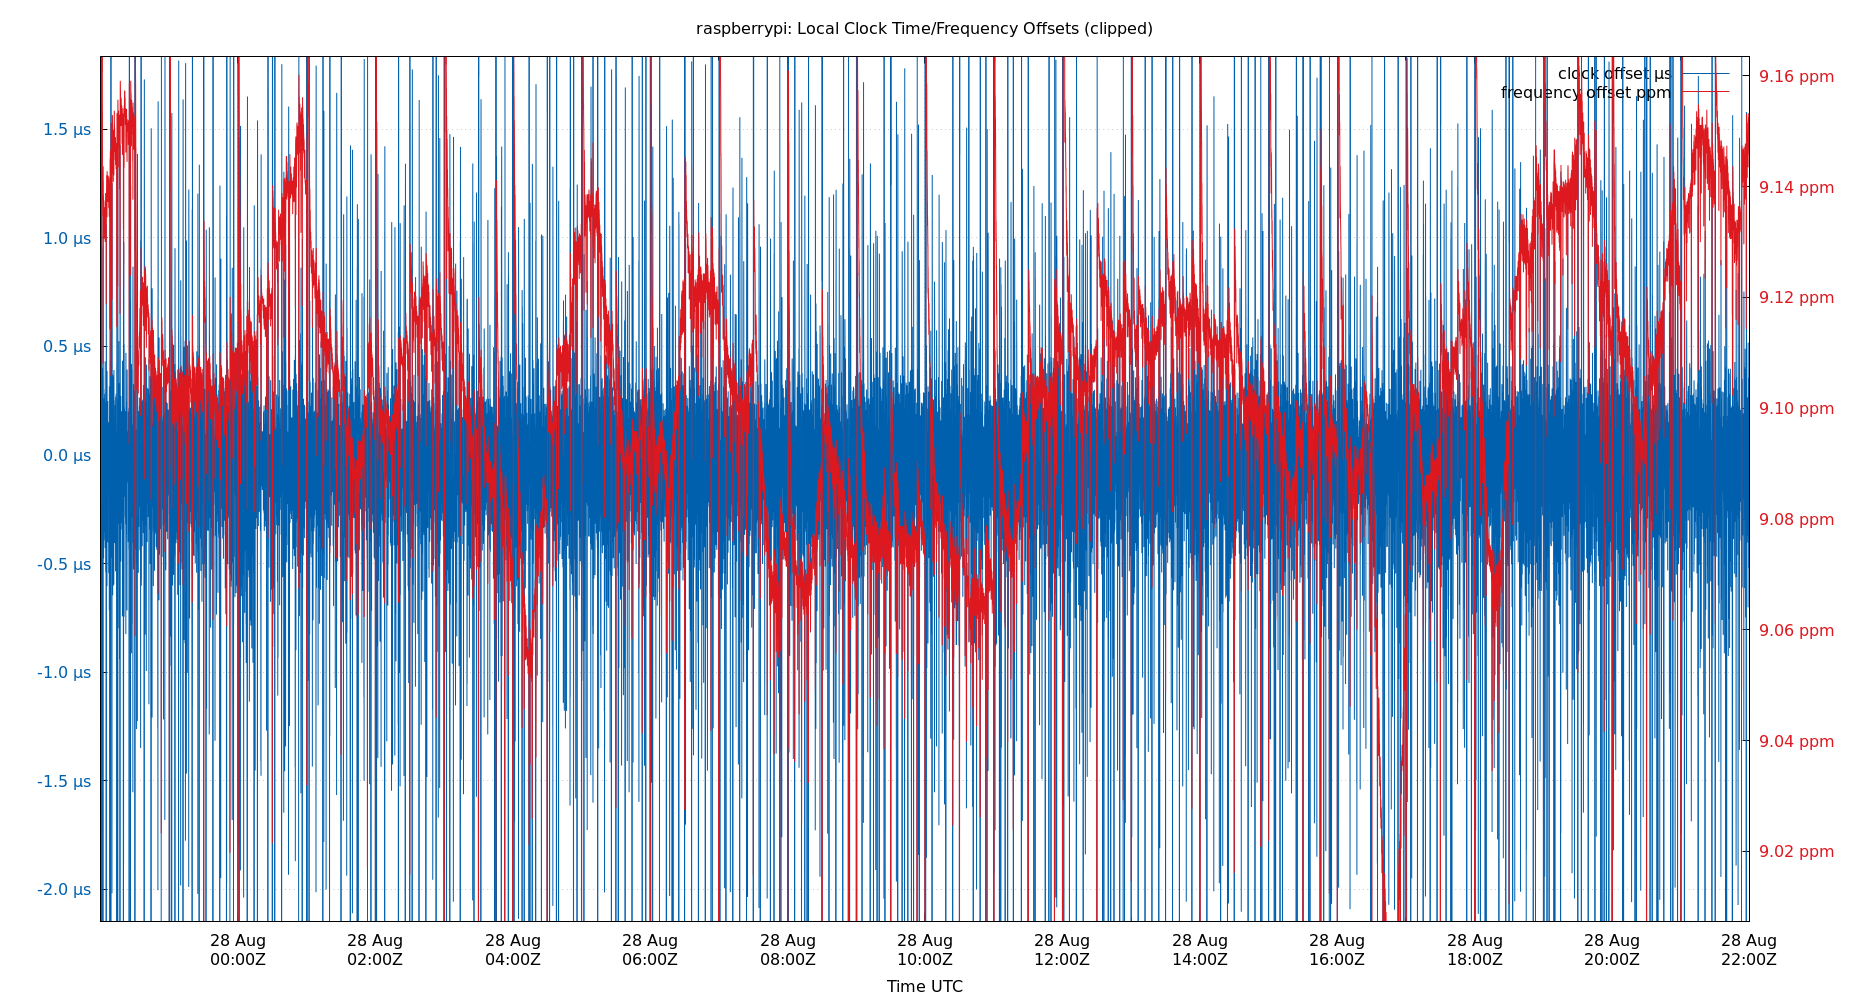 raspberrypi: Local Clock Time/Frequency Offsets (clipped)
clock offset µs
frequency offset ppm
1.5 µs
1.0 µs
0.5 µs
0.0 µs
-0.5 µs
-1.0 µs
-1.5 µs
-2.0 µs
9.16 ppm
9.14 ppm
9.12 ppm
9.10 ppm
9.08 ppm
9.06 ppm
9.04 ppm
9.02 ppm
28 Aug 28 Aug 28 Aug 28 Aug 28 Aug 28 Aug 28 Aug 28 Aug 28 Aug 28 Aug 28 Aug 28 Aug
00:00Z 02:00Z 04:00Z 06:00Z 08:00Z 10:00Z 12:00Z 14:00Z 16:00Z 18:00Z 20:00Z 22:00Z
Time UTC